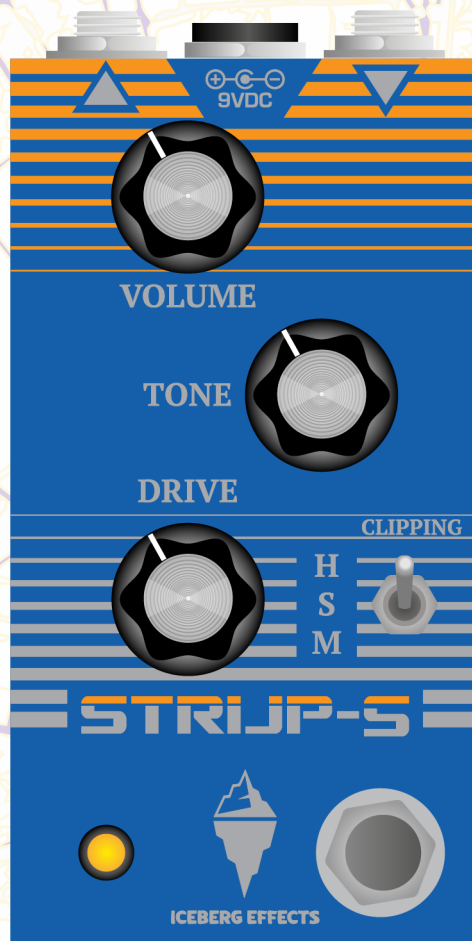 9VDC
VOLUME
TONE
DRIVE
CLIPPING
H
S
M
STRIJP-S
ICEBERG EFFECTS